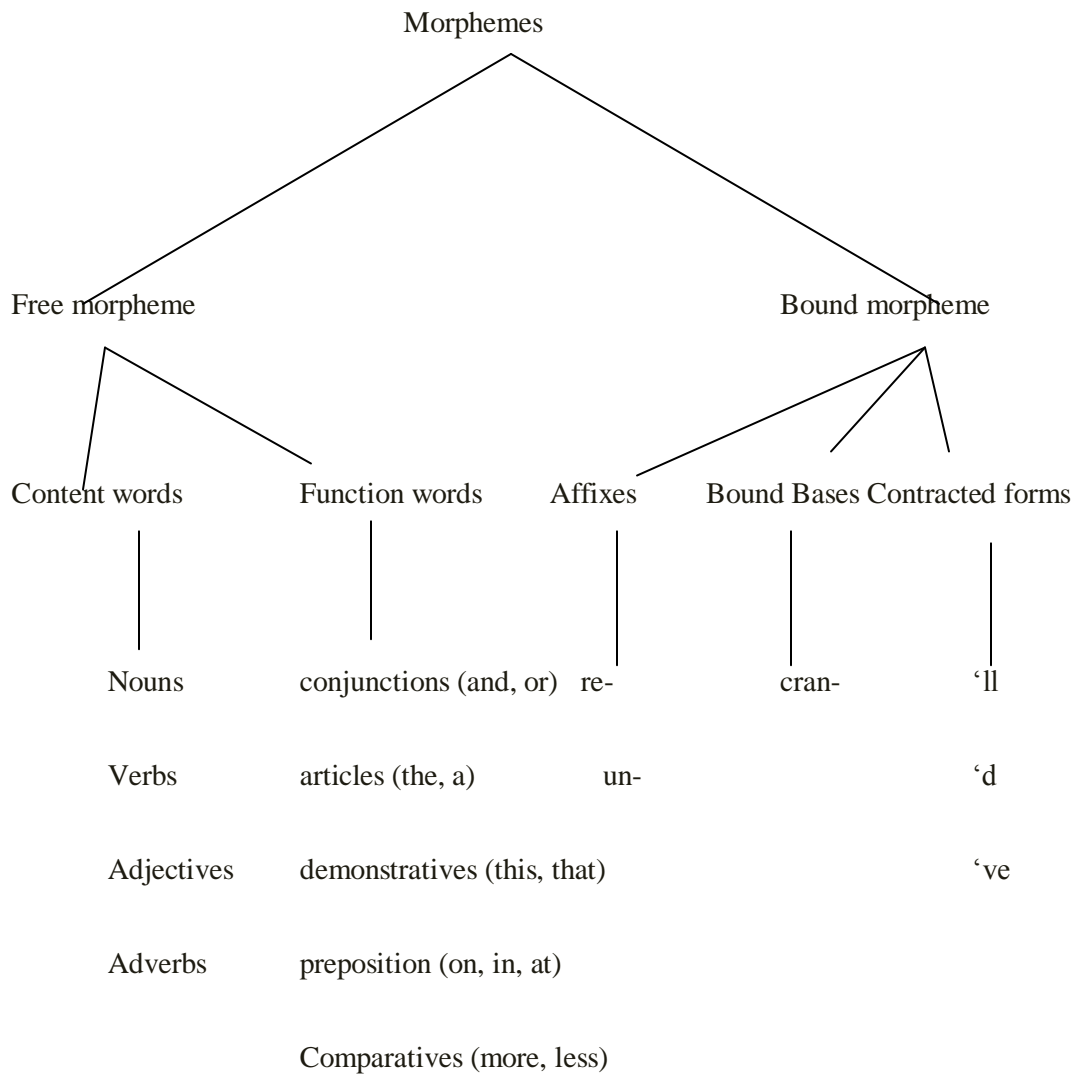 Morphemes
Free morpheme Bound morpheme
Content words Function words Affixes Bound Bases Contracted forms
Nouns conjunctions (and, or) re- cran- ‘ll
Verbs articles (the, a) un- ‘d
Adjectives demonstratives (this, that) ‘ve
Adverbs preposition (on, in, at)
Comparatives (more, less)